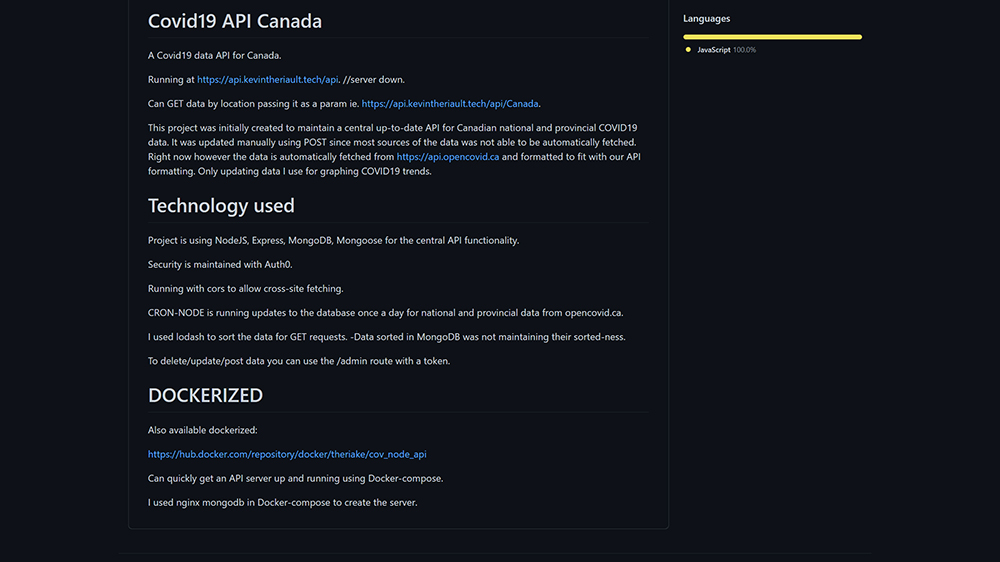 Covid19 API Canada
A Covid19 data API for Canada.
Running at https://api.kevintheriault.tech/api. //server down.
Can GET data by location passing it as a param ie. https://api.kevintheriault.tech/api/Canada.
This project was initially created to maintain a central up-to-date API for Canadian national and provincial COVID19
data. It was updated manually using POST since most sources of the data was not able to be automatically fetched.
Right now however the data is automatically fetched from https://api.opencovid.ca and formatted to fit with our API
formatting. Only updating data I use for graphing COVID19 trends.
Technology used
Project is using NodeJS, Express, MongoDB, Mongoose for the central API functionality.
Security is maintained with Auth0.
Running with cors to allow cross-site fetching.
CRON-NODE is running updates to the database once a day for national and provincial data from opencovid.ca.
I used lodash to sort the data for GET requests. -Data sorted in MongoDB was not maintaining their sorted-ness.
To delete/update/post data you can use the /admin route with a token.
DOCKERIZED
Also available dockerized:
https://hub.docker.com/repository/docker/theriake/cov_node_api
Can quickly get an API server up and running using Docker-compose.
I used nginx mongodb in Docker-compose to create the server.
Languages
JavaScript 100.0%